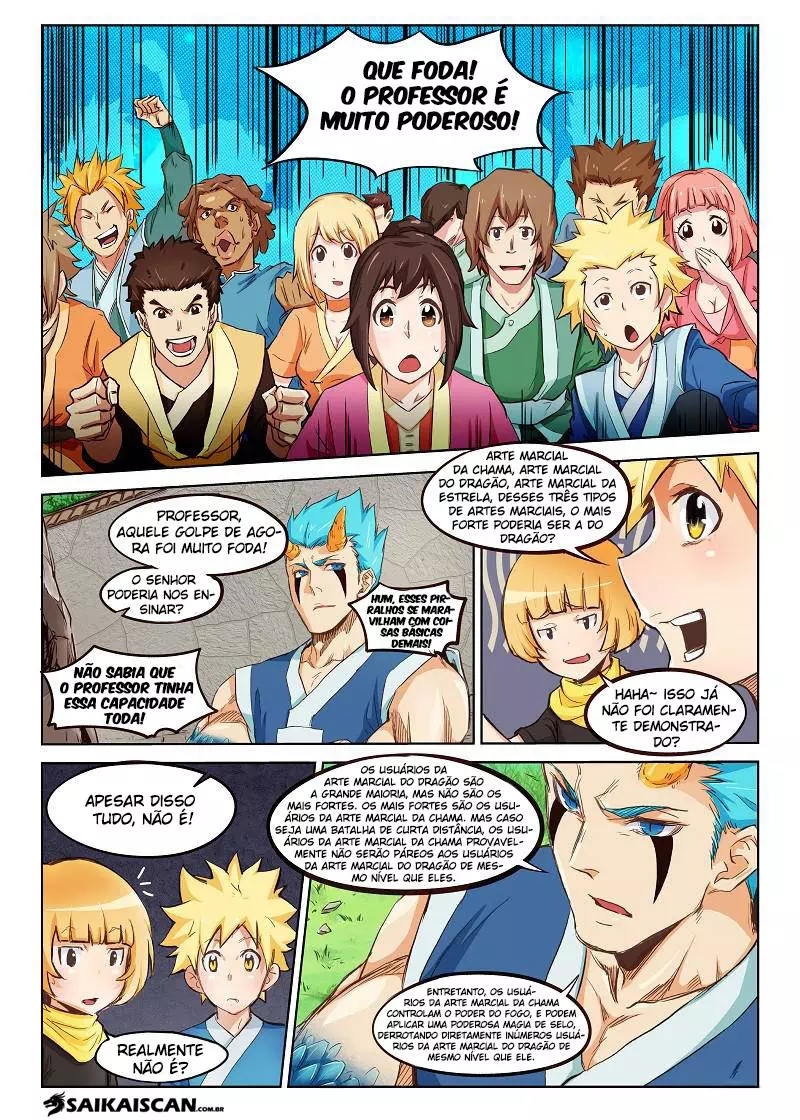 QUE FODA!
O PROFESSOR É
MUITO PODEROSO!
PROFESSOR,
AQUELE GOLPE DE AGO-
RA FOI MUITO FODA!
O SENHOR
PODERIA NOS EN-
SINAR?
HUM, ESSES PIR-
RALHOS SE MARA-
VILHAM COM COI-
SAS BÁSICAS
DEMAIS!
NÃO SABIA QUE
O PROFESSOR TINHA
ESSA CAPACIDADE
TODA!
ARTE MARCIAL
DA CHAMA, ARTE MARCIAL
DO DRAGÃO, ARTE MARCIAL DA
ESTRELA, DESSES TRÊS TIPOS
DE ARTES MARCIAIS, O MAIS
FORTE PODERIA SER A DO
DRAGÃO?
HAHA~ ISSO JÁ
NÃO FOI CLARAMEN-
TE DEMONSTRA-
DO?
APESAR DISSO
TUDO, NÃO É!
REALMENTE
NÃO É?
OS USUÁRIOS DA
ARTE MARCIAL DO DRAGÃO SÃO
A GRANDE MAIORIA, MAS NÃO SÃO OS
MAIS FORTES. OS MAIS FORTES SÃO OS USU-
ÁRIOS DA ARTE MARCIAL DA CHAMA. MAS CASO
SEJA UMA BATALHA DE CURTA DISTÂNCIA, OS USU-
ÁRIOS DA ARTE MARCIAL DA CHAMA PROVAVEL-
MENTE NÃO SERÃO PÁREOS AOS USUÁRIOS
DA ARTE MARCIAL DO DRAGÃO DE MES-
MO NÍVEL QUE ELES.
ENTRETANTO, OS USUÁ-
RIOS DA ARTE MARCIAL DA CHAMA
CONTROLAM O PODER DO FOGO, E PODEM
APLICAR UMA PODEROSA MAGIA DE SELO,
DERROTANDO DIRETAMENTE INÚMEROS USUÁ-
RIOS DA ARTE MARCIAL DO DRAGÃO DE
MESMO NÍVEL QUE ELE.
SAIKAISCAN.COM.BR